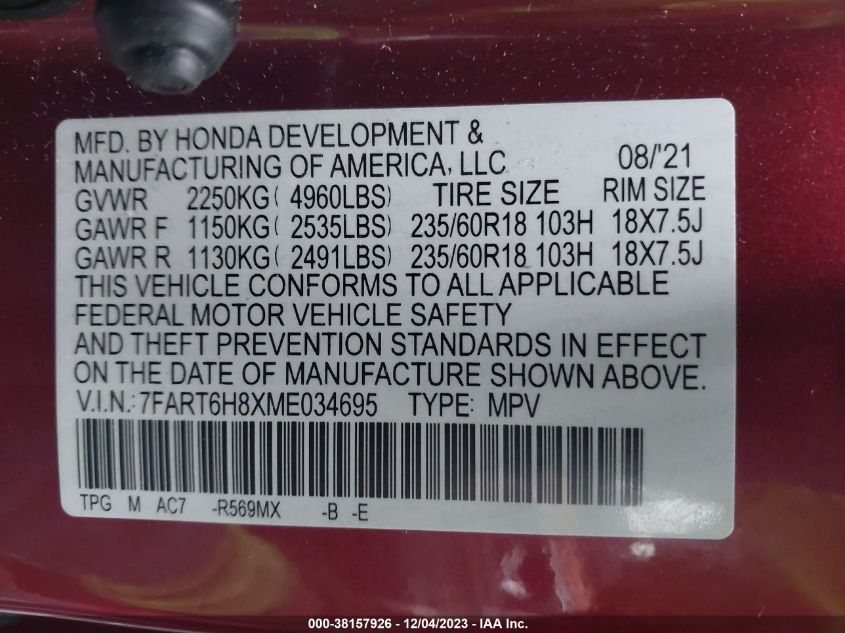 MFD. BY HONDA DEVELOPMENT &
MANUFACTURING OF AMERICA, LLC 08/'21
GVWR 2250KG( 4960LBS) TIRE SIZE RIM SIZE
GAWR F 1150KG( 2535LBS) 235/60R18 103H 18X7.5J
GAWR R 1130KG( 2491LBS) 235/60R18 103H 18X7.5J
THIS VEHICLE CONFORMS TO ALL APPLICABLE
FEDERAL MOTOR VEHICLE SAFETY
AND THEFT PREVENTION STANDARDS IN EFFECT
ON THE DATE OF MANUFACTURE SHOWN ABOVE.
V.I.N.: 7FART6H8XME034695 TYPE: MPV
TPG M AC7 -R569MX -B -E
000-38157926 - 12/04/2023 - IAA Inc.